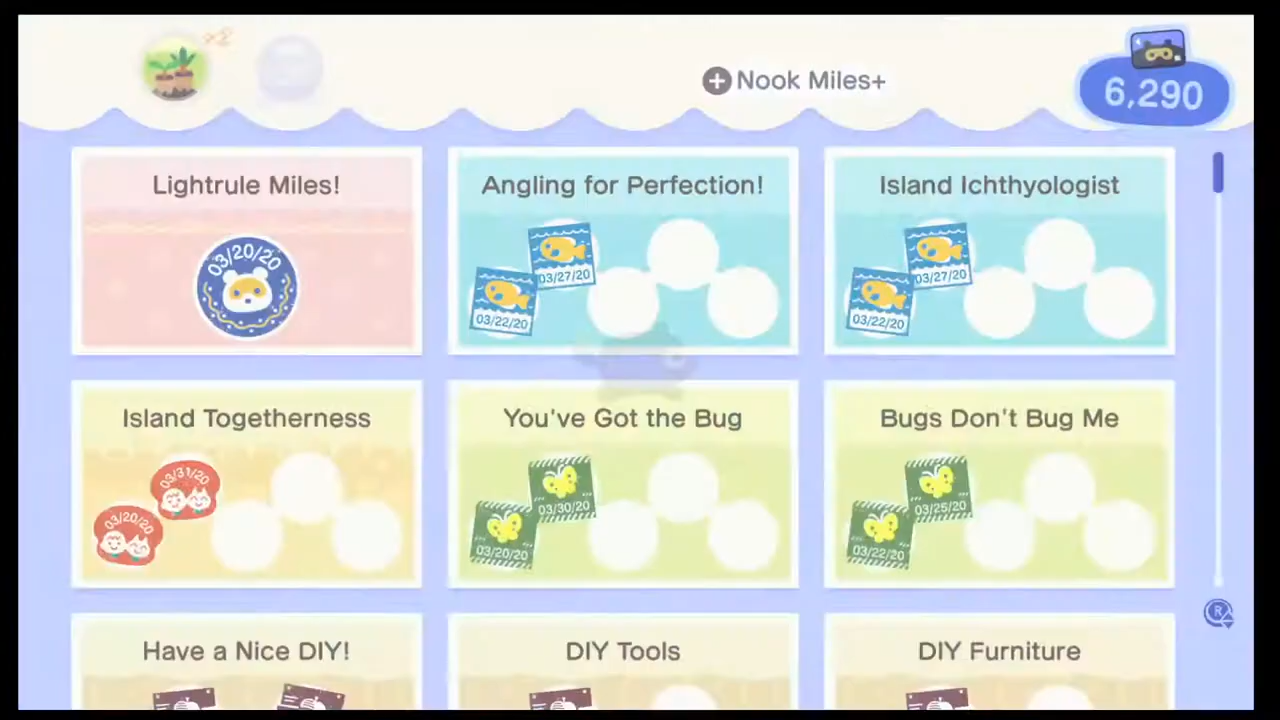 ×2
Nook Miles+
6,290
Lightrule Miles!
03/20/20
Angling for Perfection!
03/27/20
03/22/20
Island Ichthyologist
03/27/20
03/22/20
Island Togetherness
03/31/20
03/20/20
You've Got the Bug
03/30/20
03/20/20
Bugs Don't Bug Me
03/25/20
03/22/20
R
Have a Nice DIY!
DIY Tools
DIY Furniture